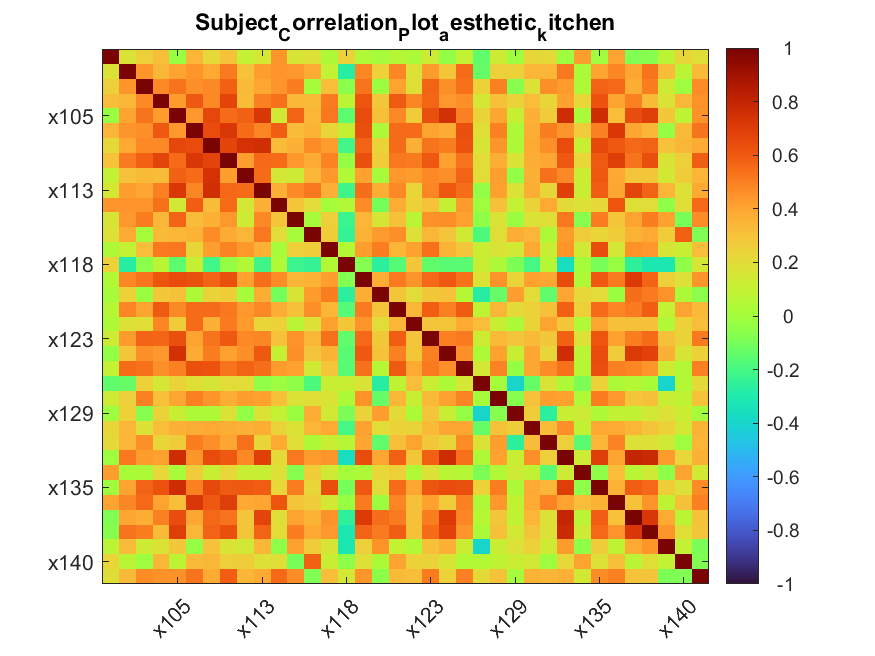 Subject_Correlation_Plot_aesthetic_kitchen
x105
x113
x118
x123
x129
x135
x140
x105
x113
x118
x123
x129
x135
x140
1
0.8
0.6
0.4
0.2
0
-0.2
-0.4
-0.6
-0.8
-1